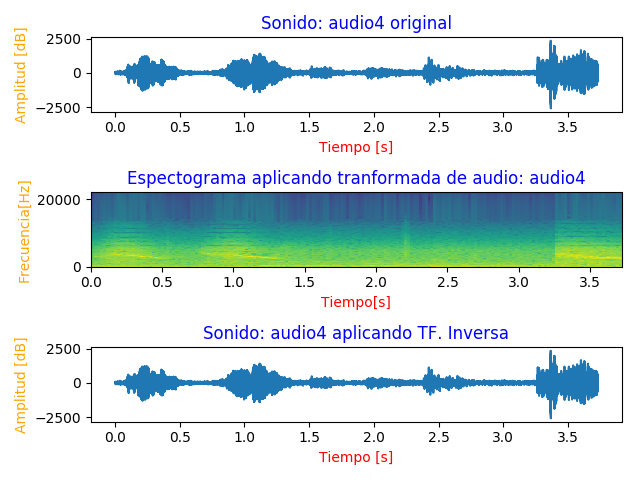 Sonido: audio4 original
Amplitud [dB]
2500
0
−2500
0.0 0.5 1.0 1.5 2.0 2.5 3.0 3.5
Tiempo [s]
Espectograma aplicando tranformada de audio: audio4
Frecuencia[Hz]
20000
0
0.0 0.5 1.0 1.5 2.0 2.5 3.0 3.5
Tiempo[s]
Sonido: audio4 aplicando TF. Inversa
Amplitud [dB]
2500
0
−2500
0.0 0.5 1.0 1.5 2.0 2.5 3.0 3.5
Tiempo [s]